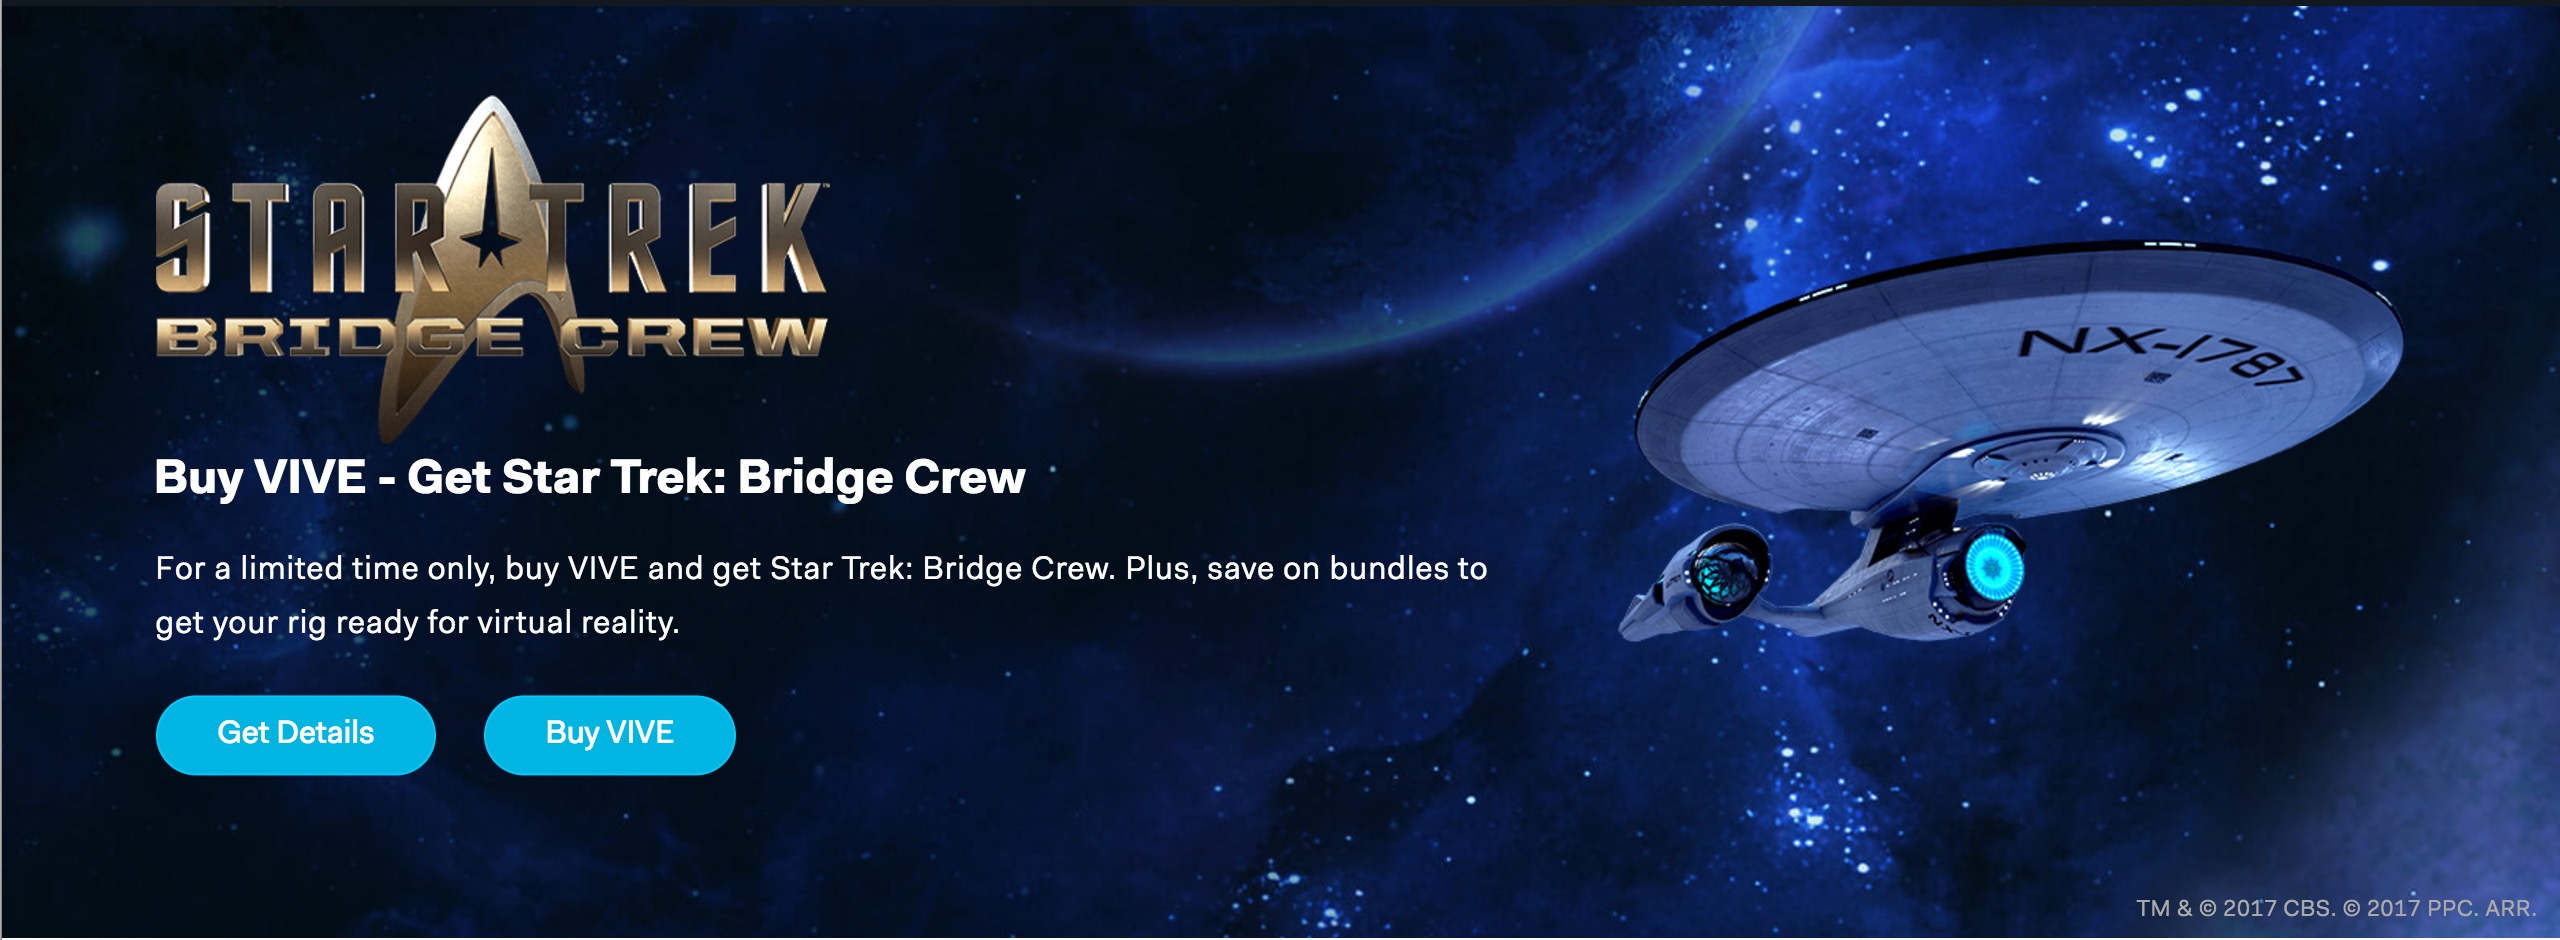 STAR TREK™
BRIDGE CREW
Buy VIVE - Get Star Trek: Bridge Crew
For a limited time only, buy VIVE and get Star Trek: Bridge Crew. Plus, save on bundles to
get your rig ready for virtual reality.
Get Details
Buy VIVE
NX-1787
TM & © 2017 CBS. © 2017 PPC. ARR.